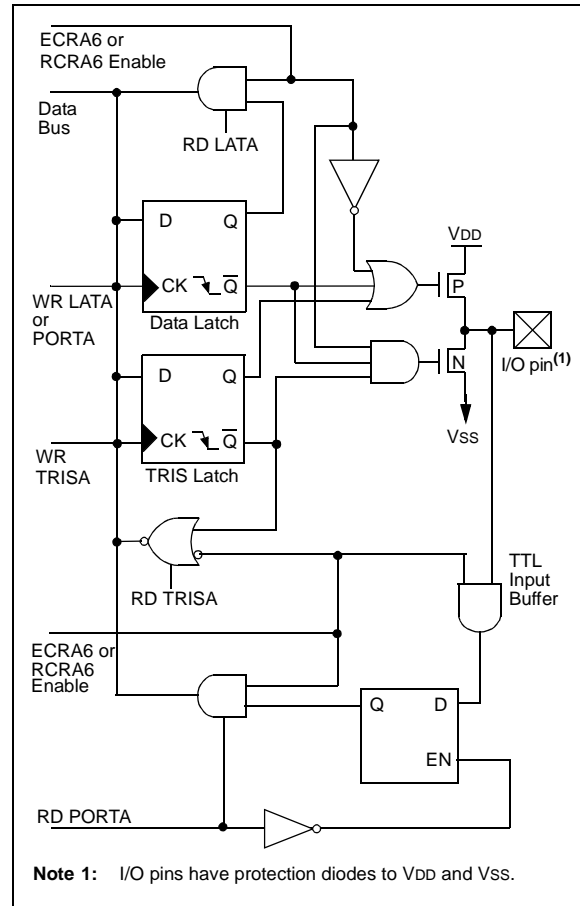 ECRA6 or
RCRA6 Enable
Data
Bus
RD LATA
D Q
VDD
CK Q
P
WR LATA
or
PORTA
Data Latch
I/O pin(1)
N
D Q
VSS
CK Q
WR
TRISA
TRIS Latch
TTL
Input
Buffer
RD TRISA
ECRA6 or
RCRA6
Enable
Q D
EN
RD PORTA
Note 1: I/O pins have protection diodes to VDD and VSS.